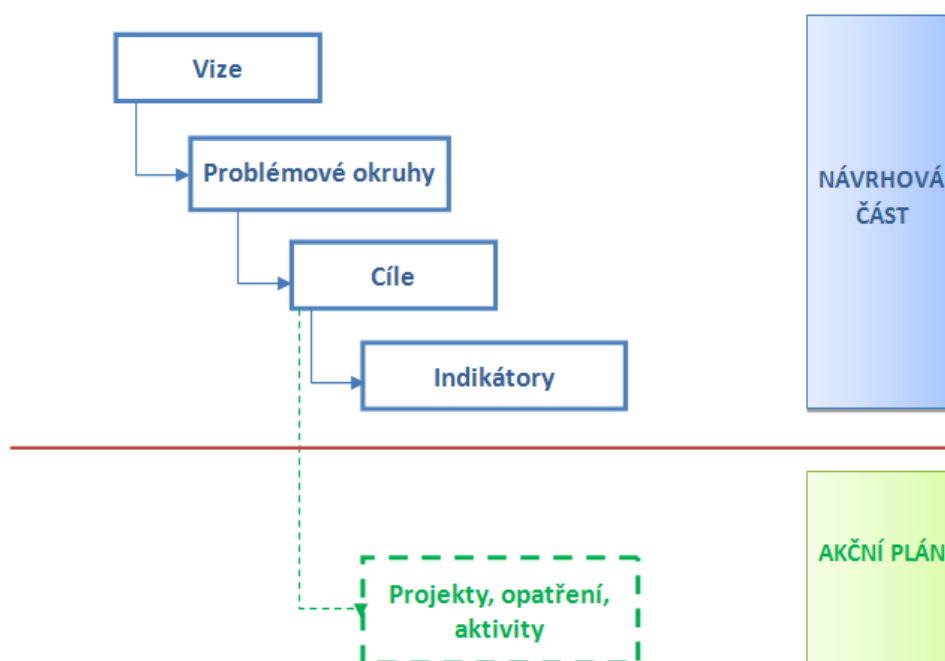 Vize
Problémové okruhy
Cíle
Indikátory
NÁVRHOVÁ
ČÁST
AKČNÍ PLÁN
Projekty, opatření,
aktivity